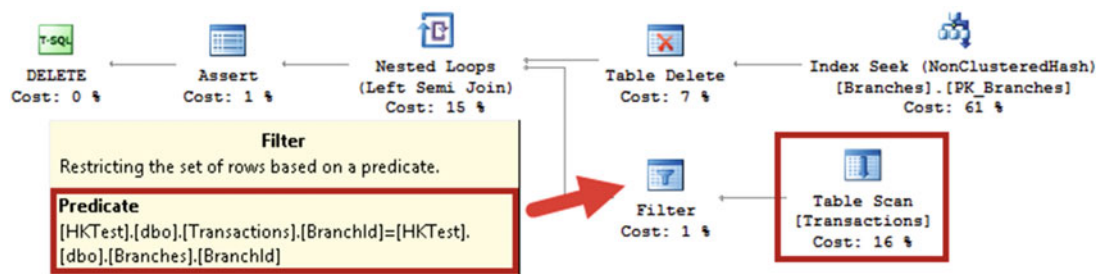 T-SQL
DELETE
Cost: 0 %
Assert
Cost: 1 %
Nested Loops
(Left Semi Join)
Cost: 15 %
Table Delete
Cost: 7 %
Index Seek (NonClusteredHash)
[Branches].[PK_Branches]
Cost: 61 %
Filter
Restricting the set of rows based on a predicate.
Predicate
[HKTest].[dbo].[Transactions].[BranchId]=[HKTest].
[dbo].[Branches].[BranchId]
Filter
Cost: 1 %
Table Scan
[Transactions]
Cost: 16 %